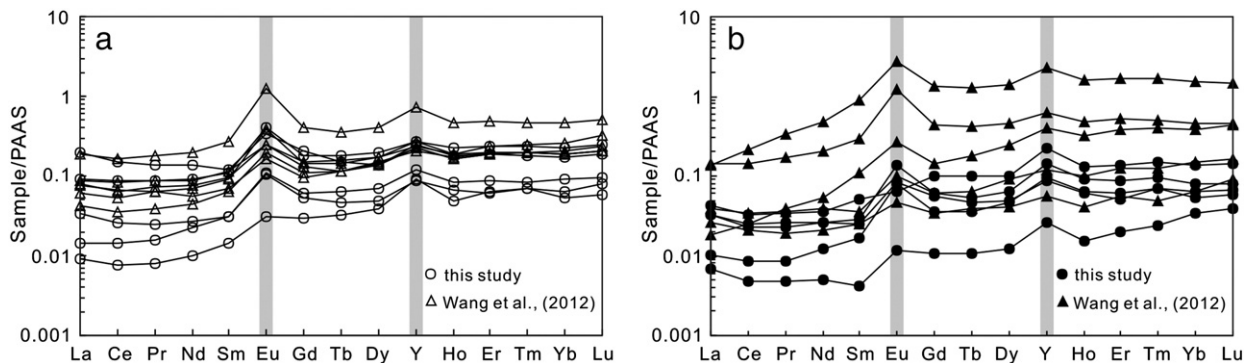 a
Sample/PAAS
10
1
0.1
0.01
0.001
this study
Wang et al., (2012)
La Ce Pr Nd Sm Eu Gd Tb Dy Y Ho Er Tm Yb Lu
b
Sample/PAAS
10
1
0.1
0.01
0.001
this study
Wang et al., (2012)
La Ce Pr Nd Sm Eu Gd Tb Dy Y Ho Er Tm Yb Lu